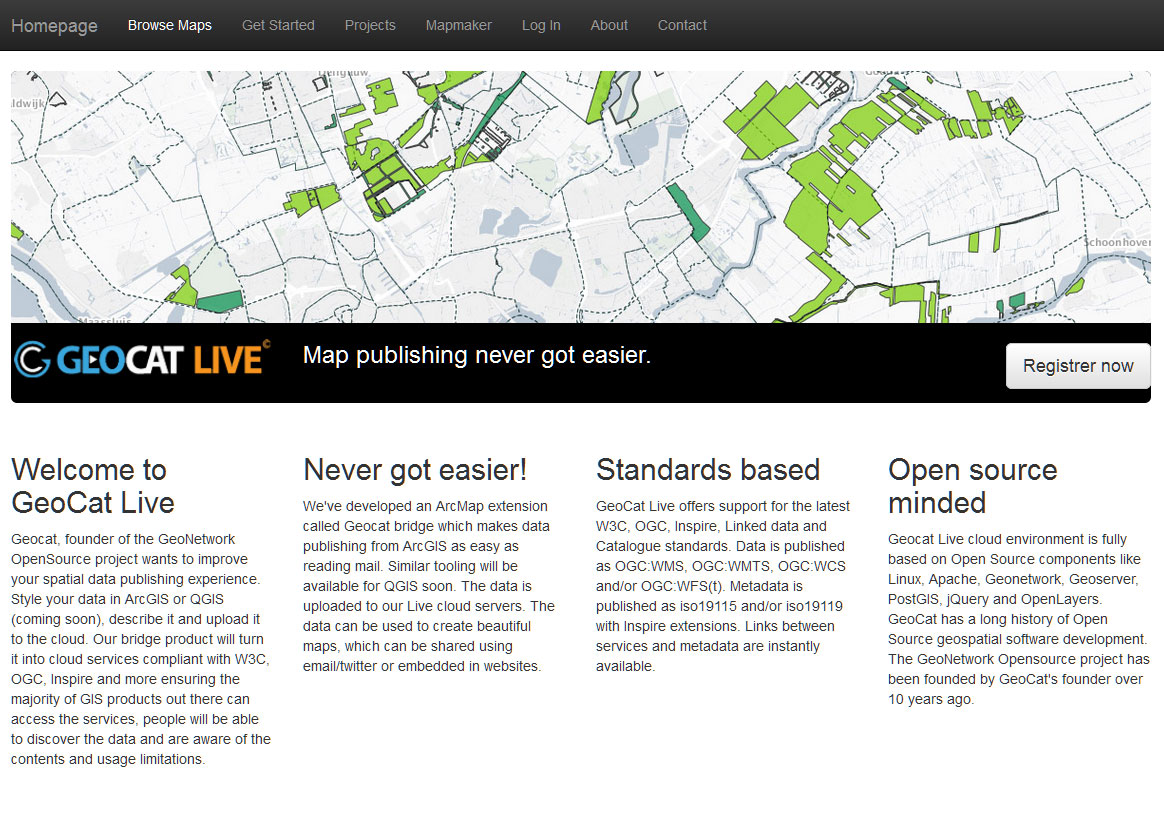 Homepage Browse Maps Get Started Projects Mapmaker Log In About Contact
ldwijk
Schoonhoven
Maassluis
GEOCAT LIVE©
Map publishing never got easier.
Registrer now
Welcome to
GeoCat Live
Geocat, founder of the GeoNetwork
OpenSource project wants to improve
your spatial data publishing experience.
Style your data in ArcGIS or QGIS
(coming soon), describe it and upload it
to the cloud. Our bridge product will turn
it into cloud services compliant with W3C,
OGC, Inspire and more ensuring the
majority of GIS products out there can
access the services, people will be able
to discover the data and are aware of the
contents and usage limitations.
Never got easier!
We've developed an ArcMap extension
called Geocat bridge which makes data
publishing from ArcGIS as easy as
reading mail. Similar tooling will be
available for QGIS soon. The data is
uploaded to our Live cloud servers. The
data can be used to create beautiful
maps, which can be shared using
email/twitter or embedded in websites.
Standards based
GeoCat Live offers support for the latest
W3C, OGC, Inspire, Linked data and
Catalogue standards. Data is published
as OGC:WMS, OGC:WMTS, OGC:WCS
and/or OGC:WFS(t). Metadata is
published as iso19115 and/or iso19119
with Inspire extensions. Links between
services and metadata are instantly
available.
Open source
minded
Geocat Live cloud environment is fully
based on Open Source components like
Linux, Apache, Geonetwork, Geoserver,
PostGIS, jQuery and OpenLayers.
GeoCat has a long history of Open
Source geospatial software development.
The GeoNetwork Opensource project has
been founded by GeoCat's founder over
10 years ago.